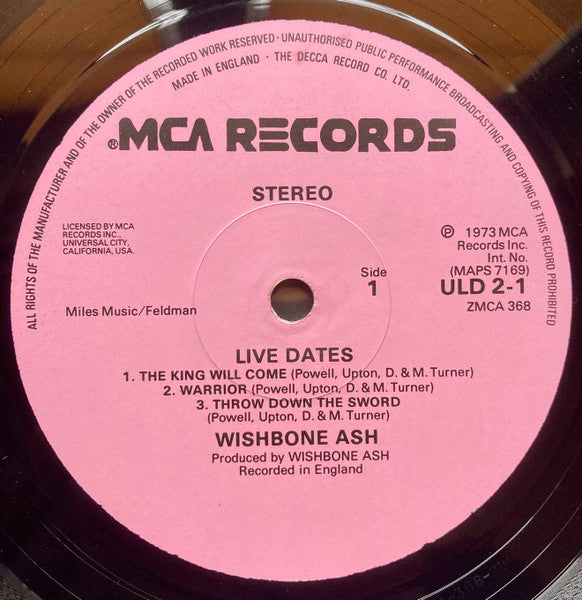 ALL RIGHTS OF THE MANUFACTURER AND OF THE OWNER OF THE RECORDED WORK RESERVED · UNAUTHORISED PUBLIC PERFORMANCE BROADCASTING AND COPYING OF THIS RECORD PROHIBITED
MADE IN ENGLAND · THE DECCA RECORD CO. LTD.
®MCA RECORDS
STEREO
LICENSED BY MCA
RECORDS INC.,
UNIVERSAL CITY,
CALIFORNIA, USA.
℗ 1973 MCA
Records Inc.
Int. No.
(MAPS 7169)
ULD 2-1
ZMCA 368
Side
1
Miles Music/Feldman
LIVE DATES
1. THE KING WILL COME (Powell, Upton, D. & M. Turner)
2. WARRIOR (Powell, Upton, D. & M. Turner)
3. THROW DOWN THE SWORD
(Powell, Upton, D. & M. Turner)
WISHBONE ASH
Produced by WISHBONE ASH
Recorded in England